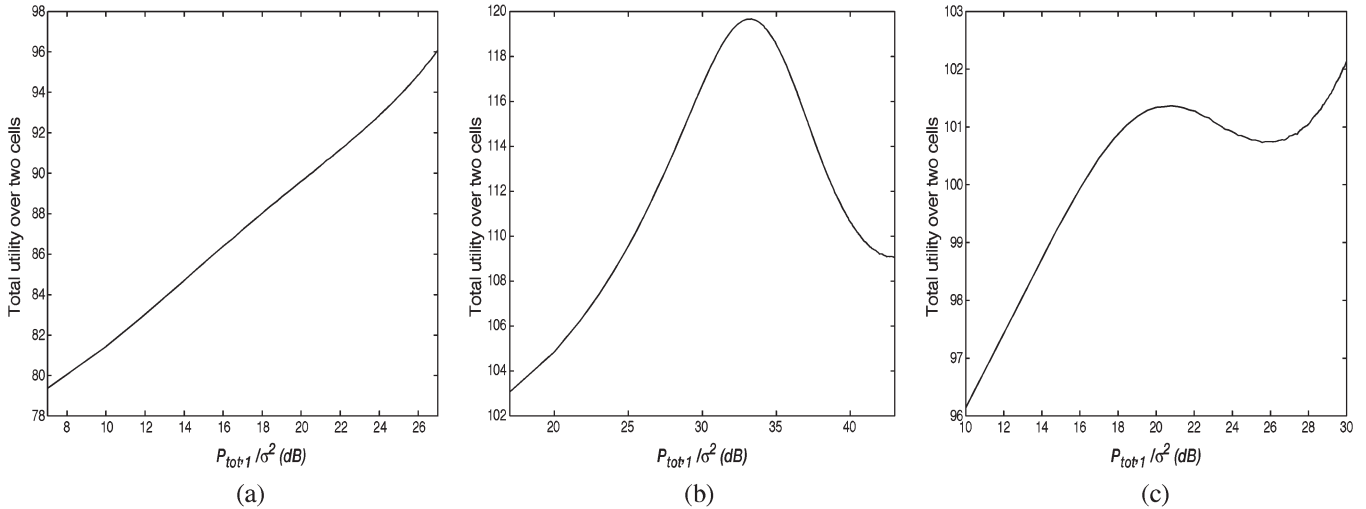 98
96
94
92
90
88
86
84
82
80
78
8 10 12 14 16 18 20 22 24 26
Total utility over two cells
P_tot,1 /σ² (dB)
(a)
120
118
116
114
112
110
108
106
104
102
20 25 30 35 40
Total utility over two cells
P_tot,1 /σ² (dB)
(b)
103
102
101
100
99
98
97
96
10 12 14 16 18 20 22 24 26 28 30
Total utility over two cells
P_tot,1 /σ² (dB)
(c)